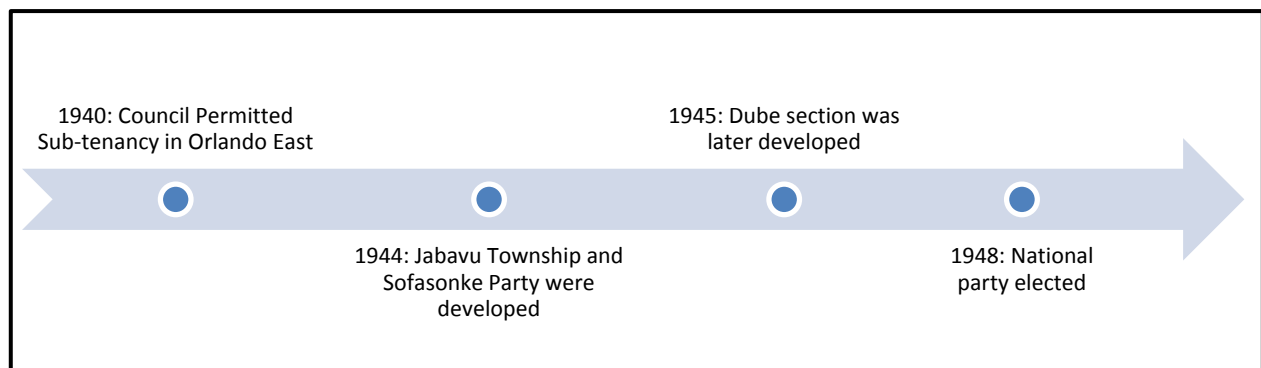 1940: Council Permitted
Sub-tenancy in Orlando East
1944: Jabavu Township and
Sofasonke Party were
developed
1945: Dube section was
later developed
1948: National
party elected